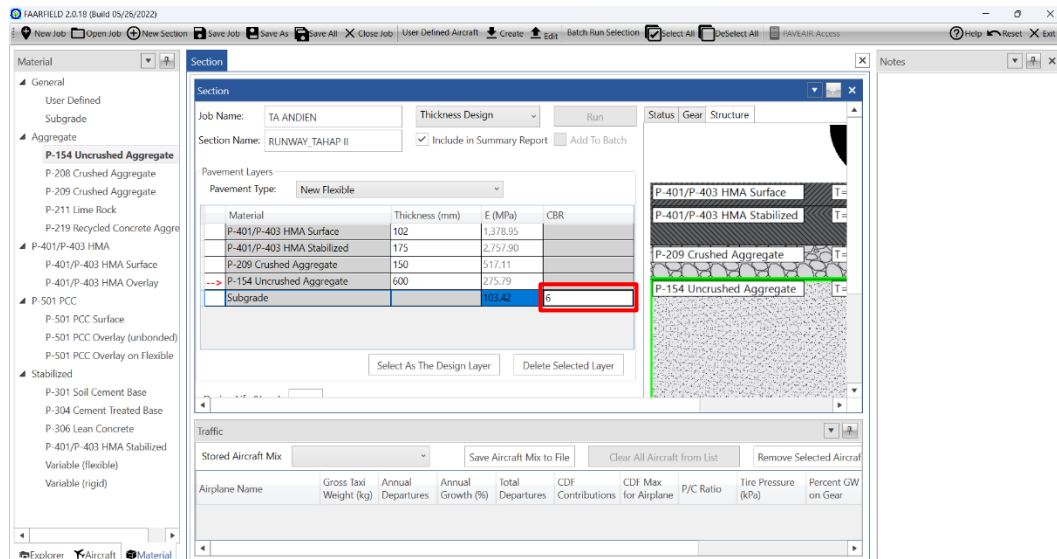 FAARFIELD 2.0.18 (Build 05/26/2022)
New Job Open Job New Section Save Job Save As Save All Close Job User Defined Aircraft Create Edit Batch Run Selection Select All DeSelect All PAVEAIR Access Help Reset Exit
Material
General
User Defined
Subgrade
Aggregate
P-154 Uncrushed Aggregate
P-208 Crushed Aggregate
P-209 Crushed Aggregate
P-211 Lime Rock
P-219 Recycled Concrete Aggre
P-401/P-403 HMA
P-401/P-403 HMA Surface
P-401/P-403 HMA Overlay
P-501 PCC
P-501 PCC Surface
P-501 PCC Overlay (unbonded)
P-501 PCC Overlay on Flexible
Stabilized
P-301 Soil Cement Base
P-304 Cement Treated Base
P-306 Lean Concrete
P-401/P-403 HMA Stabilized
Variable (flexible)
Variable (rigid)
Explorer Aircraft Material
Section
Section
Job Name: TA ANDIEN Thickness Design Run
Section Name: RUNWAY_TAHAP II Include in Summary Report Add To Batch
Pavement Layers
Pavement Type: New Flexible
Material Thickness (mm) E (MPa) CBR
P-401/P-403 HMA Surface 102 1,378.95
P-401/P-403 HMA Stabilized 175 2,757.90
P-209 Crushed Aggregate 150 517.11
--> P-154 Uncrushed Aggregate 600 275.79
Subgrade 103.42 6
Select As The Design Layer Delete Selected Layer
Status Gear Structure
P-401/P-403 HMA Surface T=
P-401/P-403 HMA Stabilized T=
P-209 Crushed Aggregate T=
P-154 Uncrushed Aggregate T=
Traffic
Stored Aircraft Mix Save Aircraft Mix to File Clear All Aircraft from List Remove Selected Aircraf
Airplane Name Gross Taxi Weight (kg) Annual Departures Annual Growth (%) Total Departures CDF Contributions CDF Max for Airplane P/C Ratio Tire Pressure (kPa) Percent GW on Gear
Notes